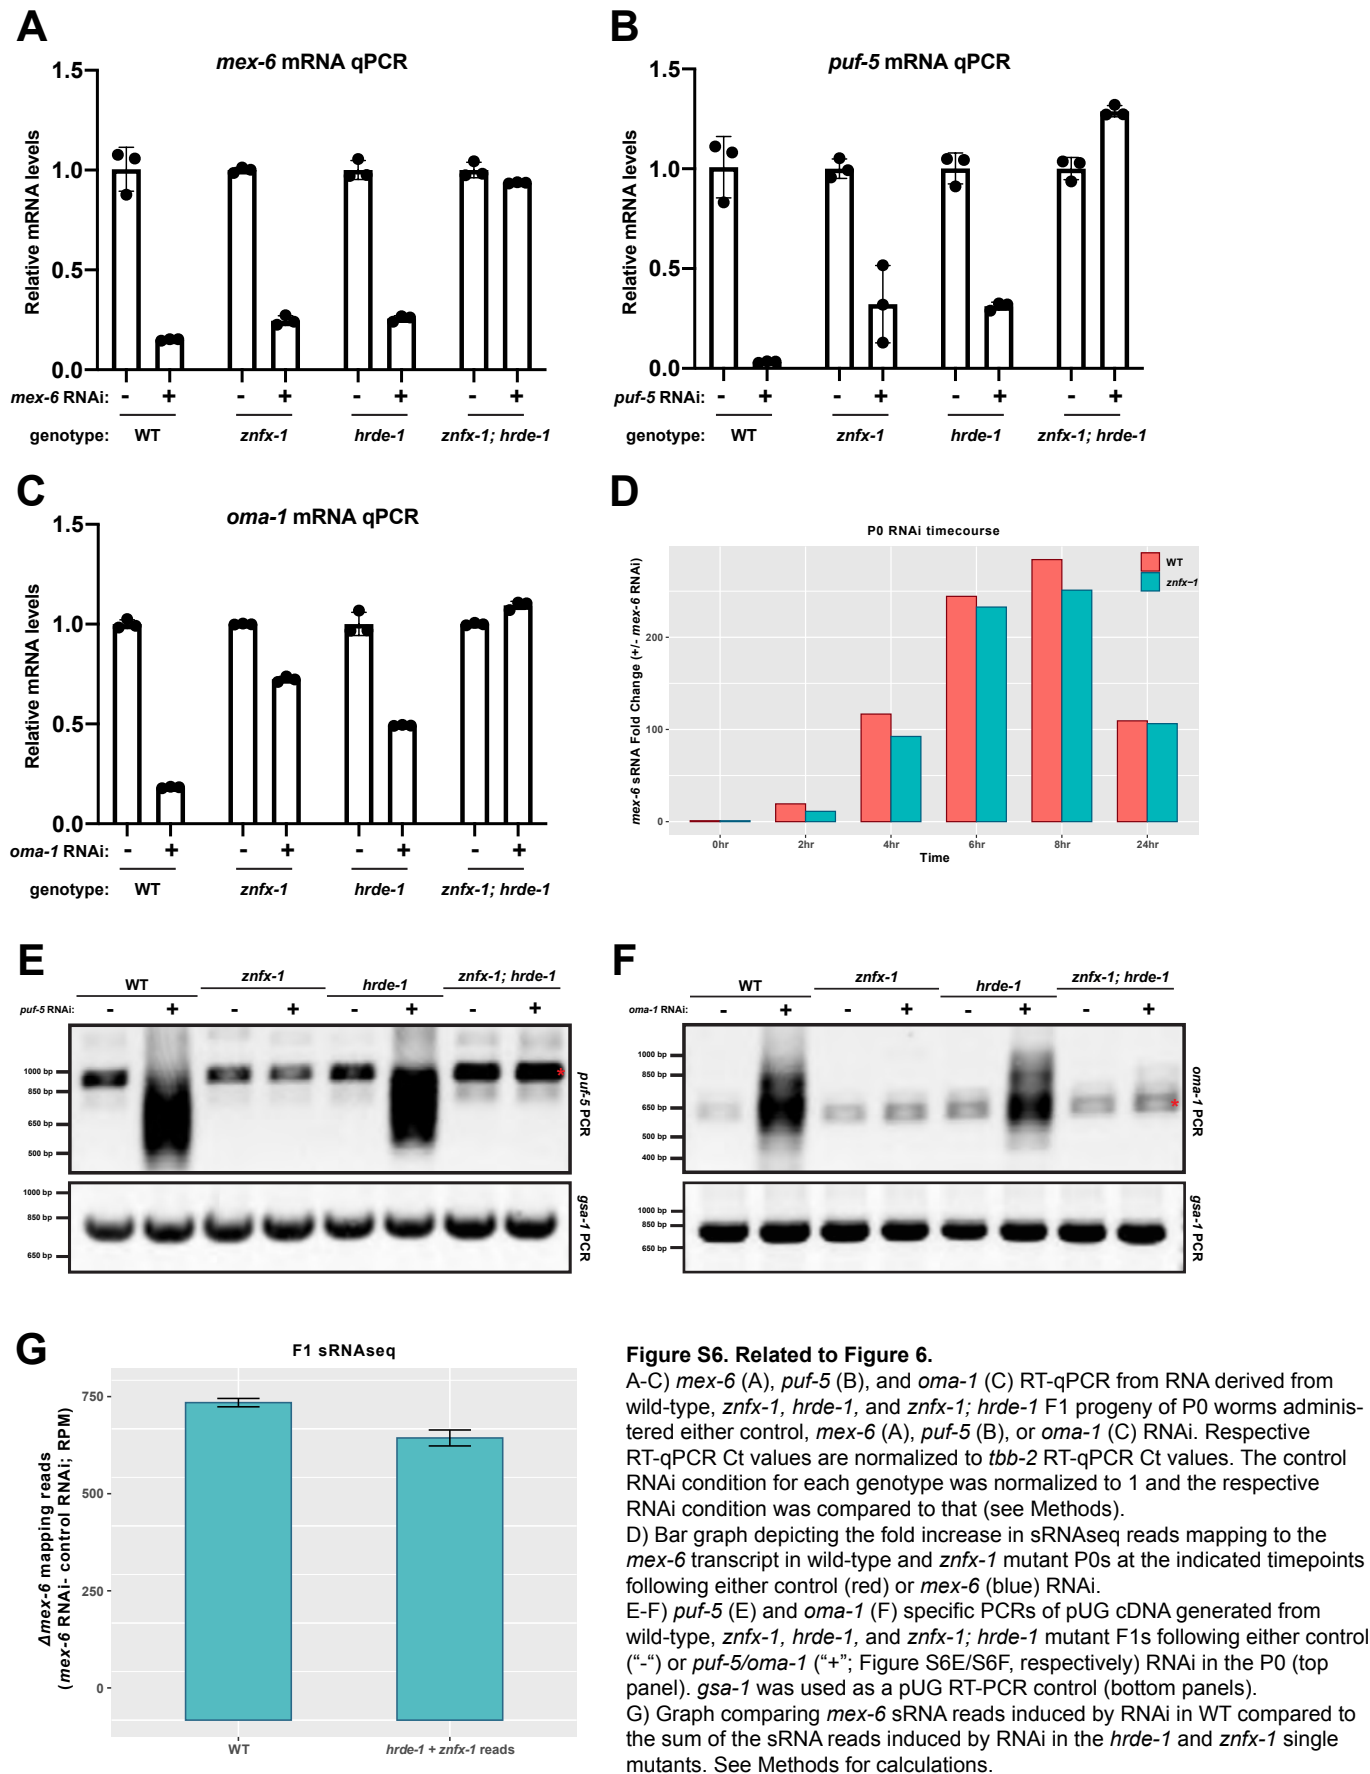 A
mex-6 mRNA qPCR
Relative mRNA levels
1.5
1.0
0.5
0.0
mex-6 RNAi: - + - + - + - +
genotype: WT znfx-1 hrde-1 znfx-1; hrde-1
B
puf-5 mRNA qPCR
Relative mRNA levels
1.5
1.0
0.5
0.0
puf-5 RNAi: - + - + - + - +
genotype: WT znfx-1 hrde-1 znfx-1; hrde-1
C
oma-1 mRNA qPCR
Relative mRNA levels
1.5
1.0
0.5
0.0
oma-1 RNAi: - + - + - + - +
genotype: WT znfx-1 hrde-1 znfx-1; hrde-1
D
P0 RNAi timecourse
mex-6 sRNA Fold Change (+/- mex-6 RNAi)
WT
znfx-1
200
100
0
0hr 2hr 4hr 6hr 8hr 24hr
Time
E
WT znfx-1 hrde-1 znfx-1; hrde-1
puf-5 RNAi: - + - + - + - +
1000 bp
850 bp
650 bp
500 bp
*
puf-5 PCR
1000 bp
850 bp
650 bp
gsa-1 PCR
F
WT znfx-1 hrde-1 znfx-1; hrde-1
oma-1 RNAi: - + - + - + - +
1000 bp
850 bp
650 bp
500 bp
400 bp
*
oma-1 PCR
1000 bp
850 bp
650 bp
gsa-1 PCR
G
F1 sRNAseq
Δmex-6 mapping reads
(mex-6 RNAi- control RNAi; RPM)
750
500
250
0
WT hrde-1 + znfx-1 reads
Figure S6. Related to Figure 6.
A-C) mex-6 (A), puf-5 (B), and oma-1 (C) RT-qPCR from RNA derived from
wild-type, znfx-1, hrde-1, and znfx-1; hrde-1 F1 progeny of P0 worms adminis-
tered either control, mex-6 (A), puf-5 (B), or oma-1 (C) RNAi. Respective
RT-qPCR Ct values are normalized to tbb-2 RT-qPCR Ct values. The control
RNAi condition for each genotype was normalized to 1 and the respective
RNAi condition was compared to that (see Methods).
D) Bar graph depicting the fold increase in sRNAseq reads mapping to the
mex-6 transcript in wild-type and znfx-1 mutant P0s at the indicated timepoints
following either control (red) or mex-6 (blue) RNAi.
E-F) puf-5 (E) and oma-1 (F) specific PCRs of pUG cDNA generated from
wild-type, znfx-1, hrde-1, and znfx-1; hrde-1 mutant F1s following either control
("-") or puf-5/oma-1 ("+"; Figure S6E/S6F, respectively) RNAi in the P0 (top
panel). gsa-1 was used as a pUG RT-PCR control (bottom panels).
G) Graph comparing mex-6 sRNA reads induced by RNAi in WT compared to
the sum of the sRNA reads induced by RNAi in the hrde-1 and znfx-1 single
mutants. See Methods for calculations.